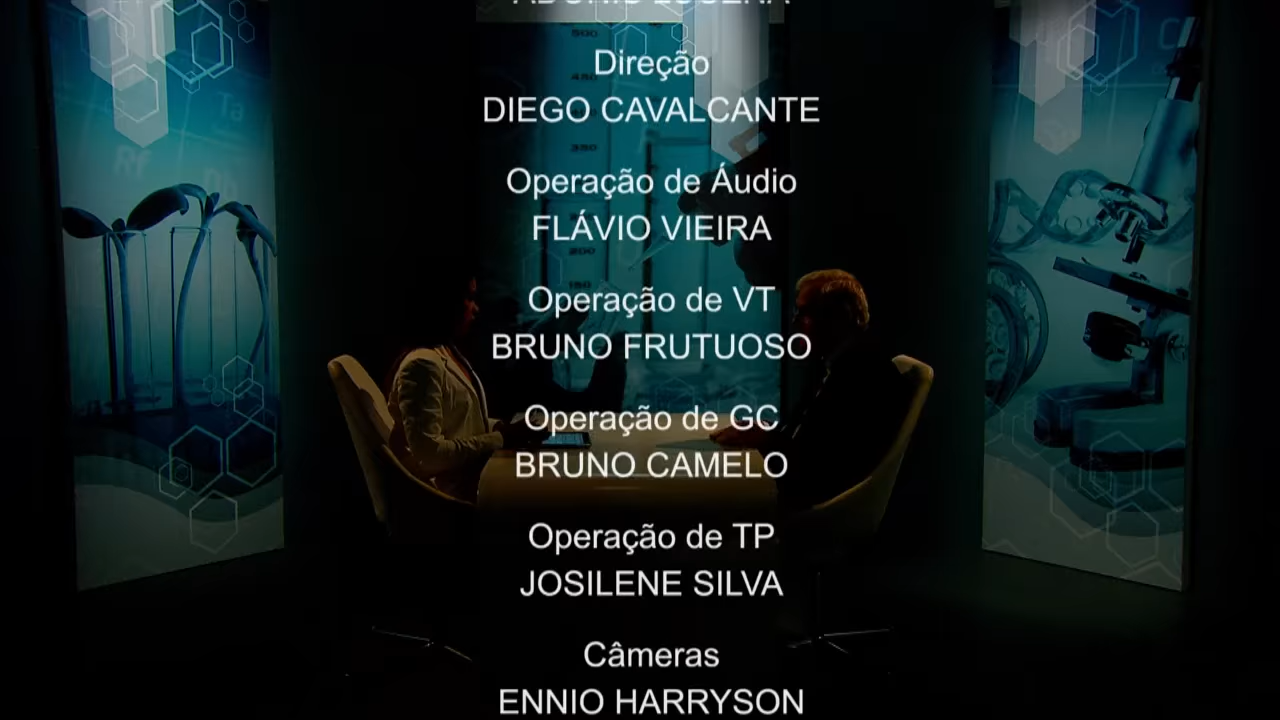 Direção
DIEGO CAVALCANTE
Operação de Áudio
FLÁVIO VIEIRA
Operação de VT
BRUNO FRUTUOSO
Operação de GC
BRUNO CAMELO
Operação de TP
JOSILENE SILVA
Câmeras
ENNIO HARRYSON